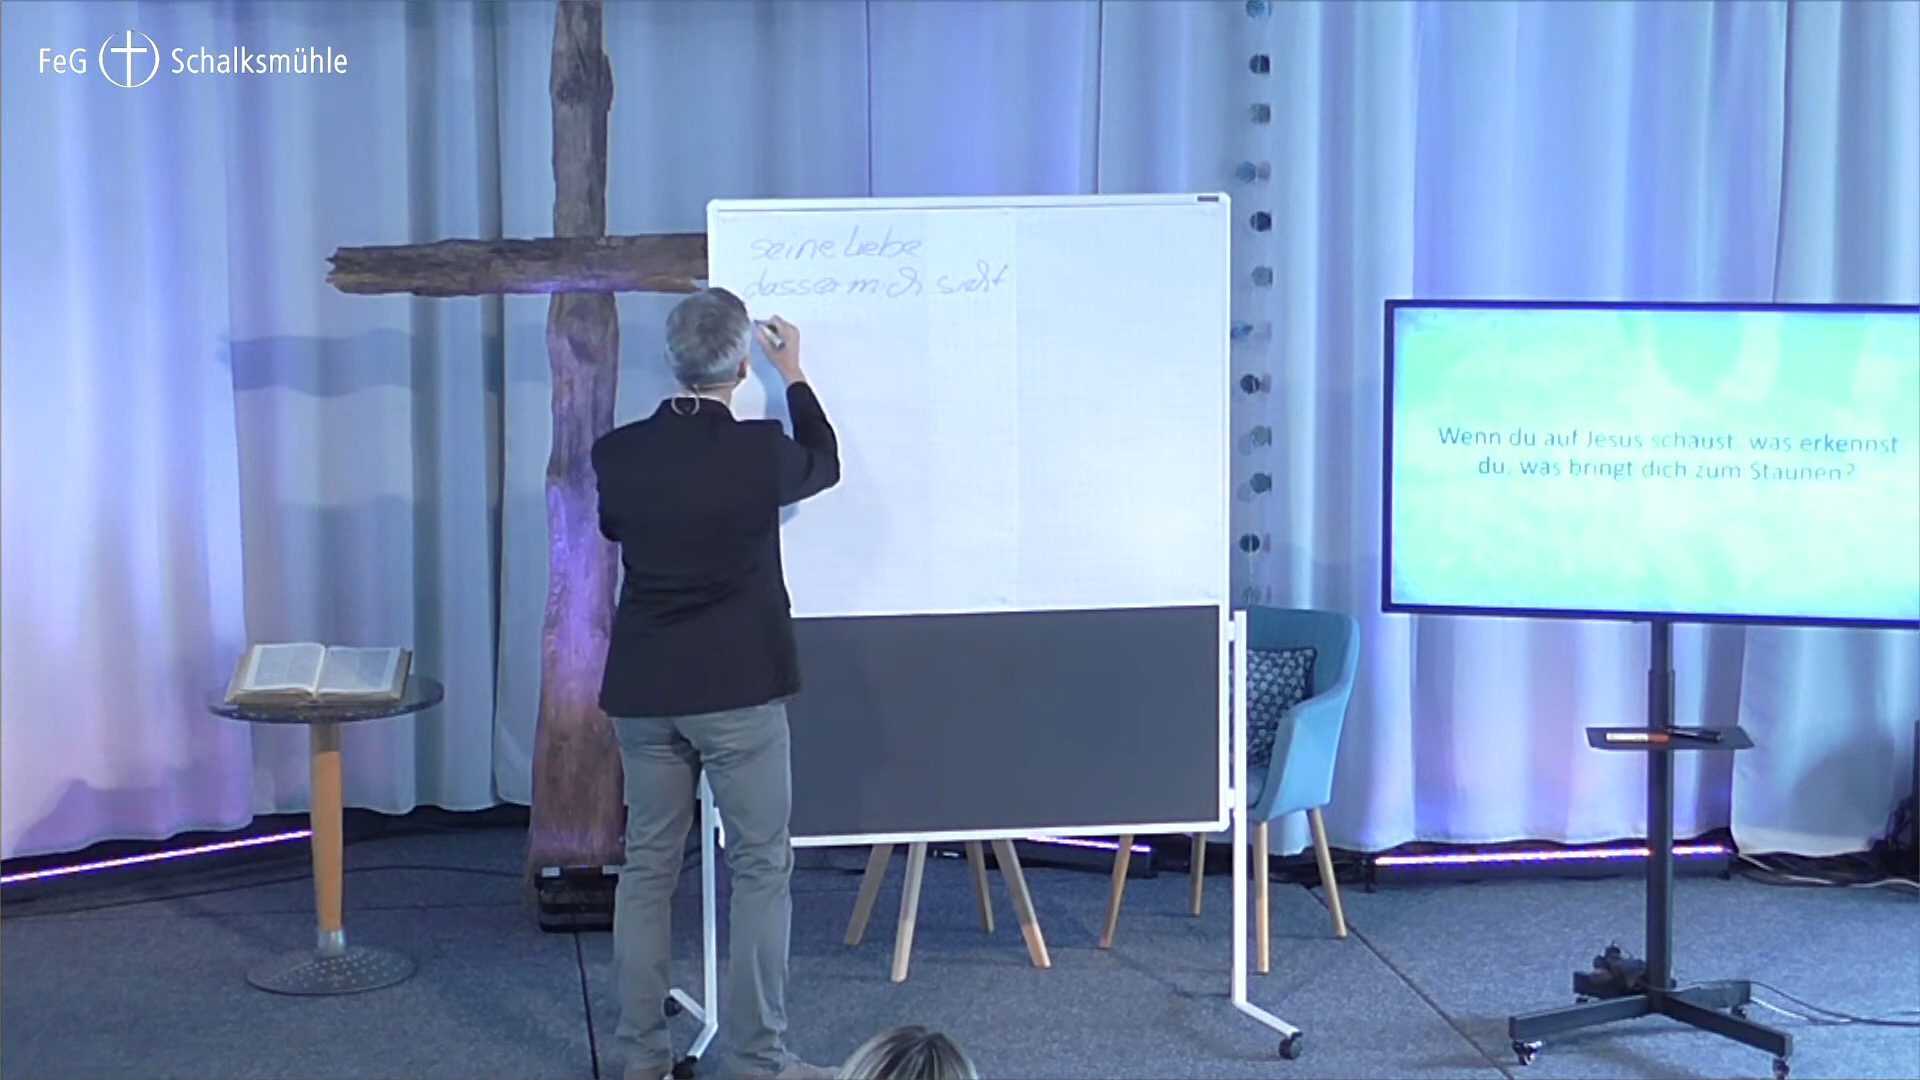 FeG Schalksmühle
seine Liebe
dass er mich sieht
Wenn du auf Jesus schaust, was erkennst
du, was bringt dich zum Staunen?